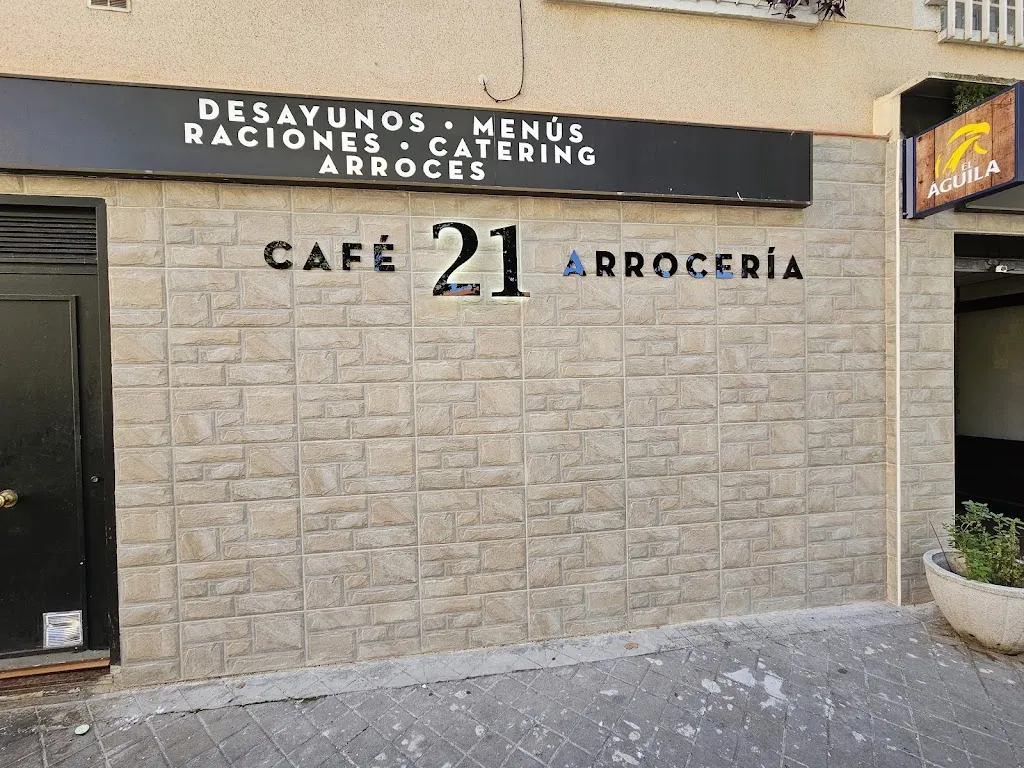 DESAYUNOS • MENÚS
RACIONES • CATERING
ARROCES
CAFÉ 21 ARROCERÍA
EL
ÁGUILA